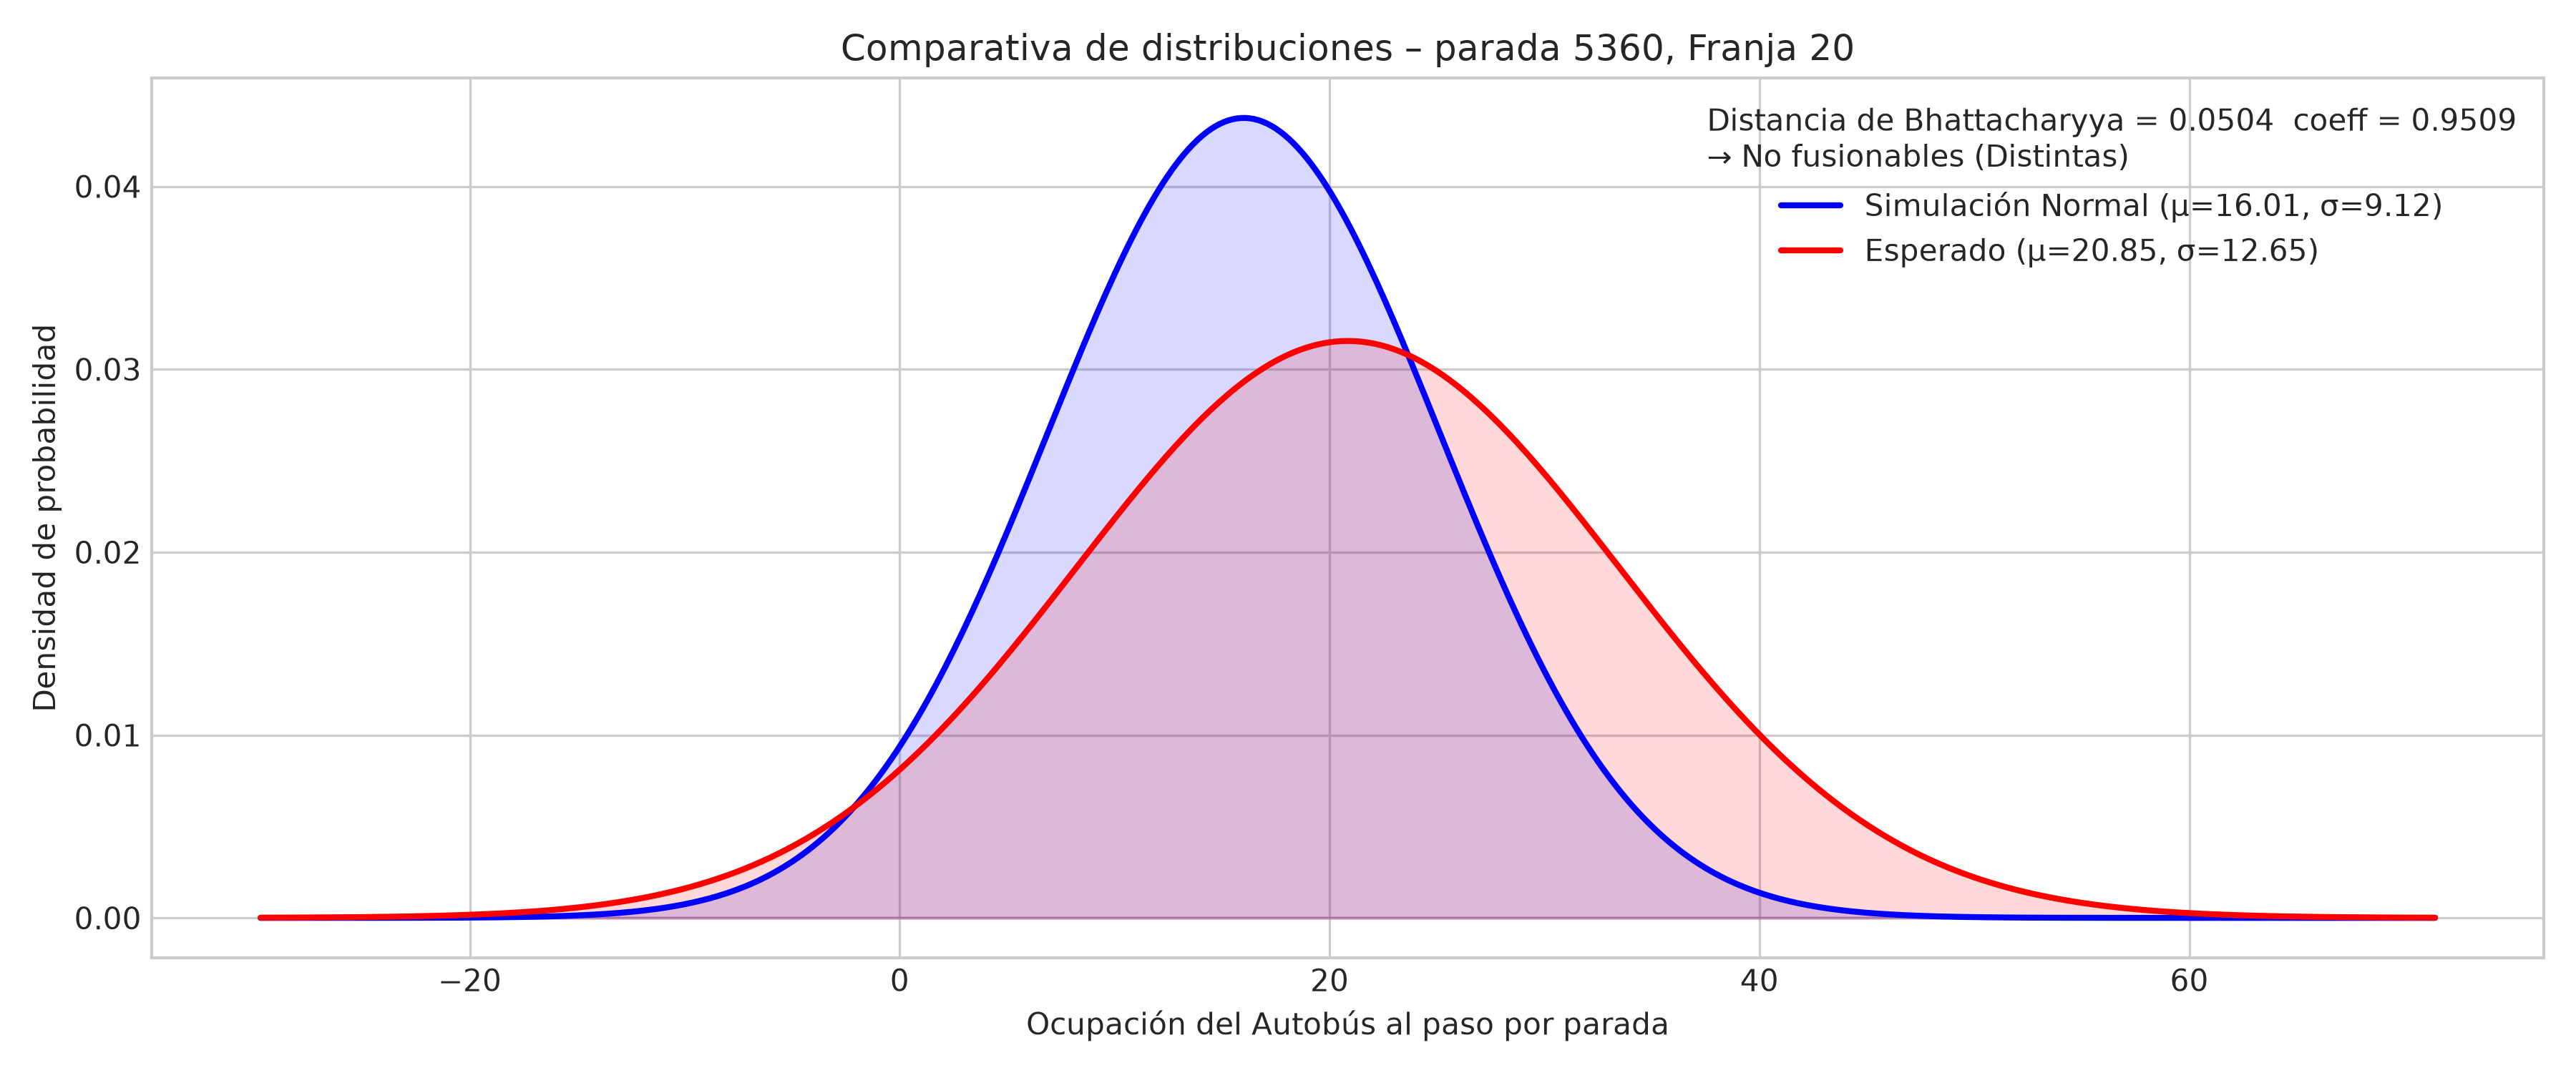 Comparativa de distribuciones – parada 5360, Franja 20
Distancia de Bhattacharyya = 0.0504  coeff = 0.9509
→ No fusionables (Distintas)
Simulación Normal (μ=16.01, σ=9.12)
Esperado (μ=20.85, σ=12.65)
Densidad de probabilidad
0.04
0.03
0.02
0.01
0.00
−20
0
20
40
60
Ocupación del Autobús al paso por parada